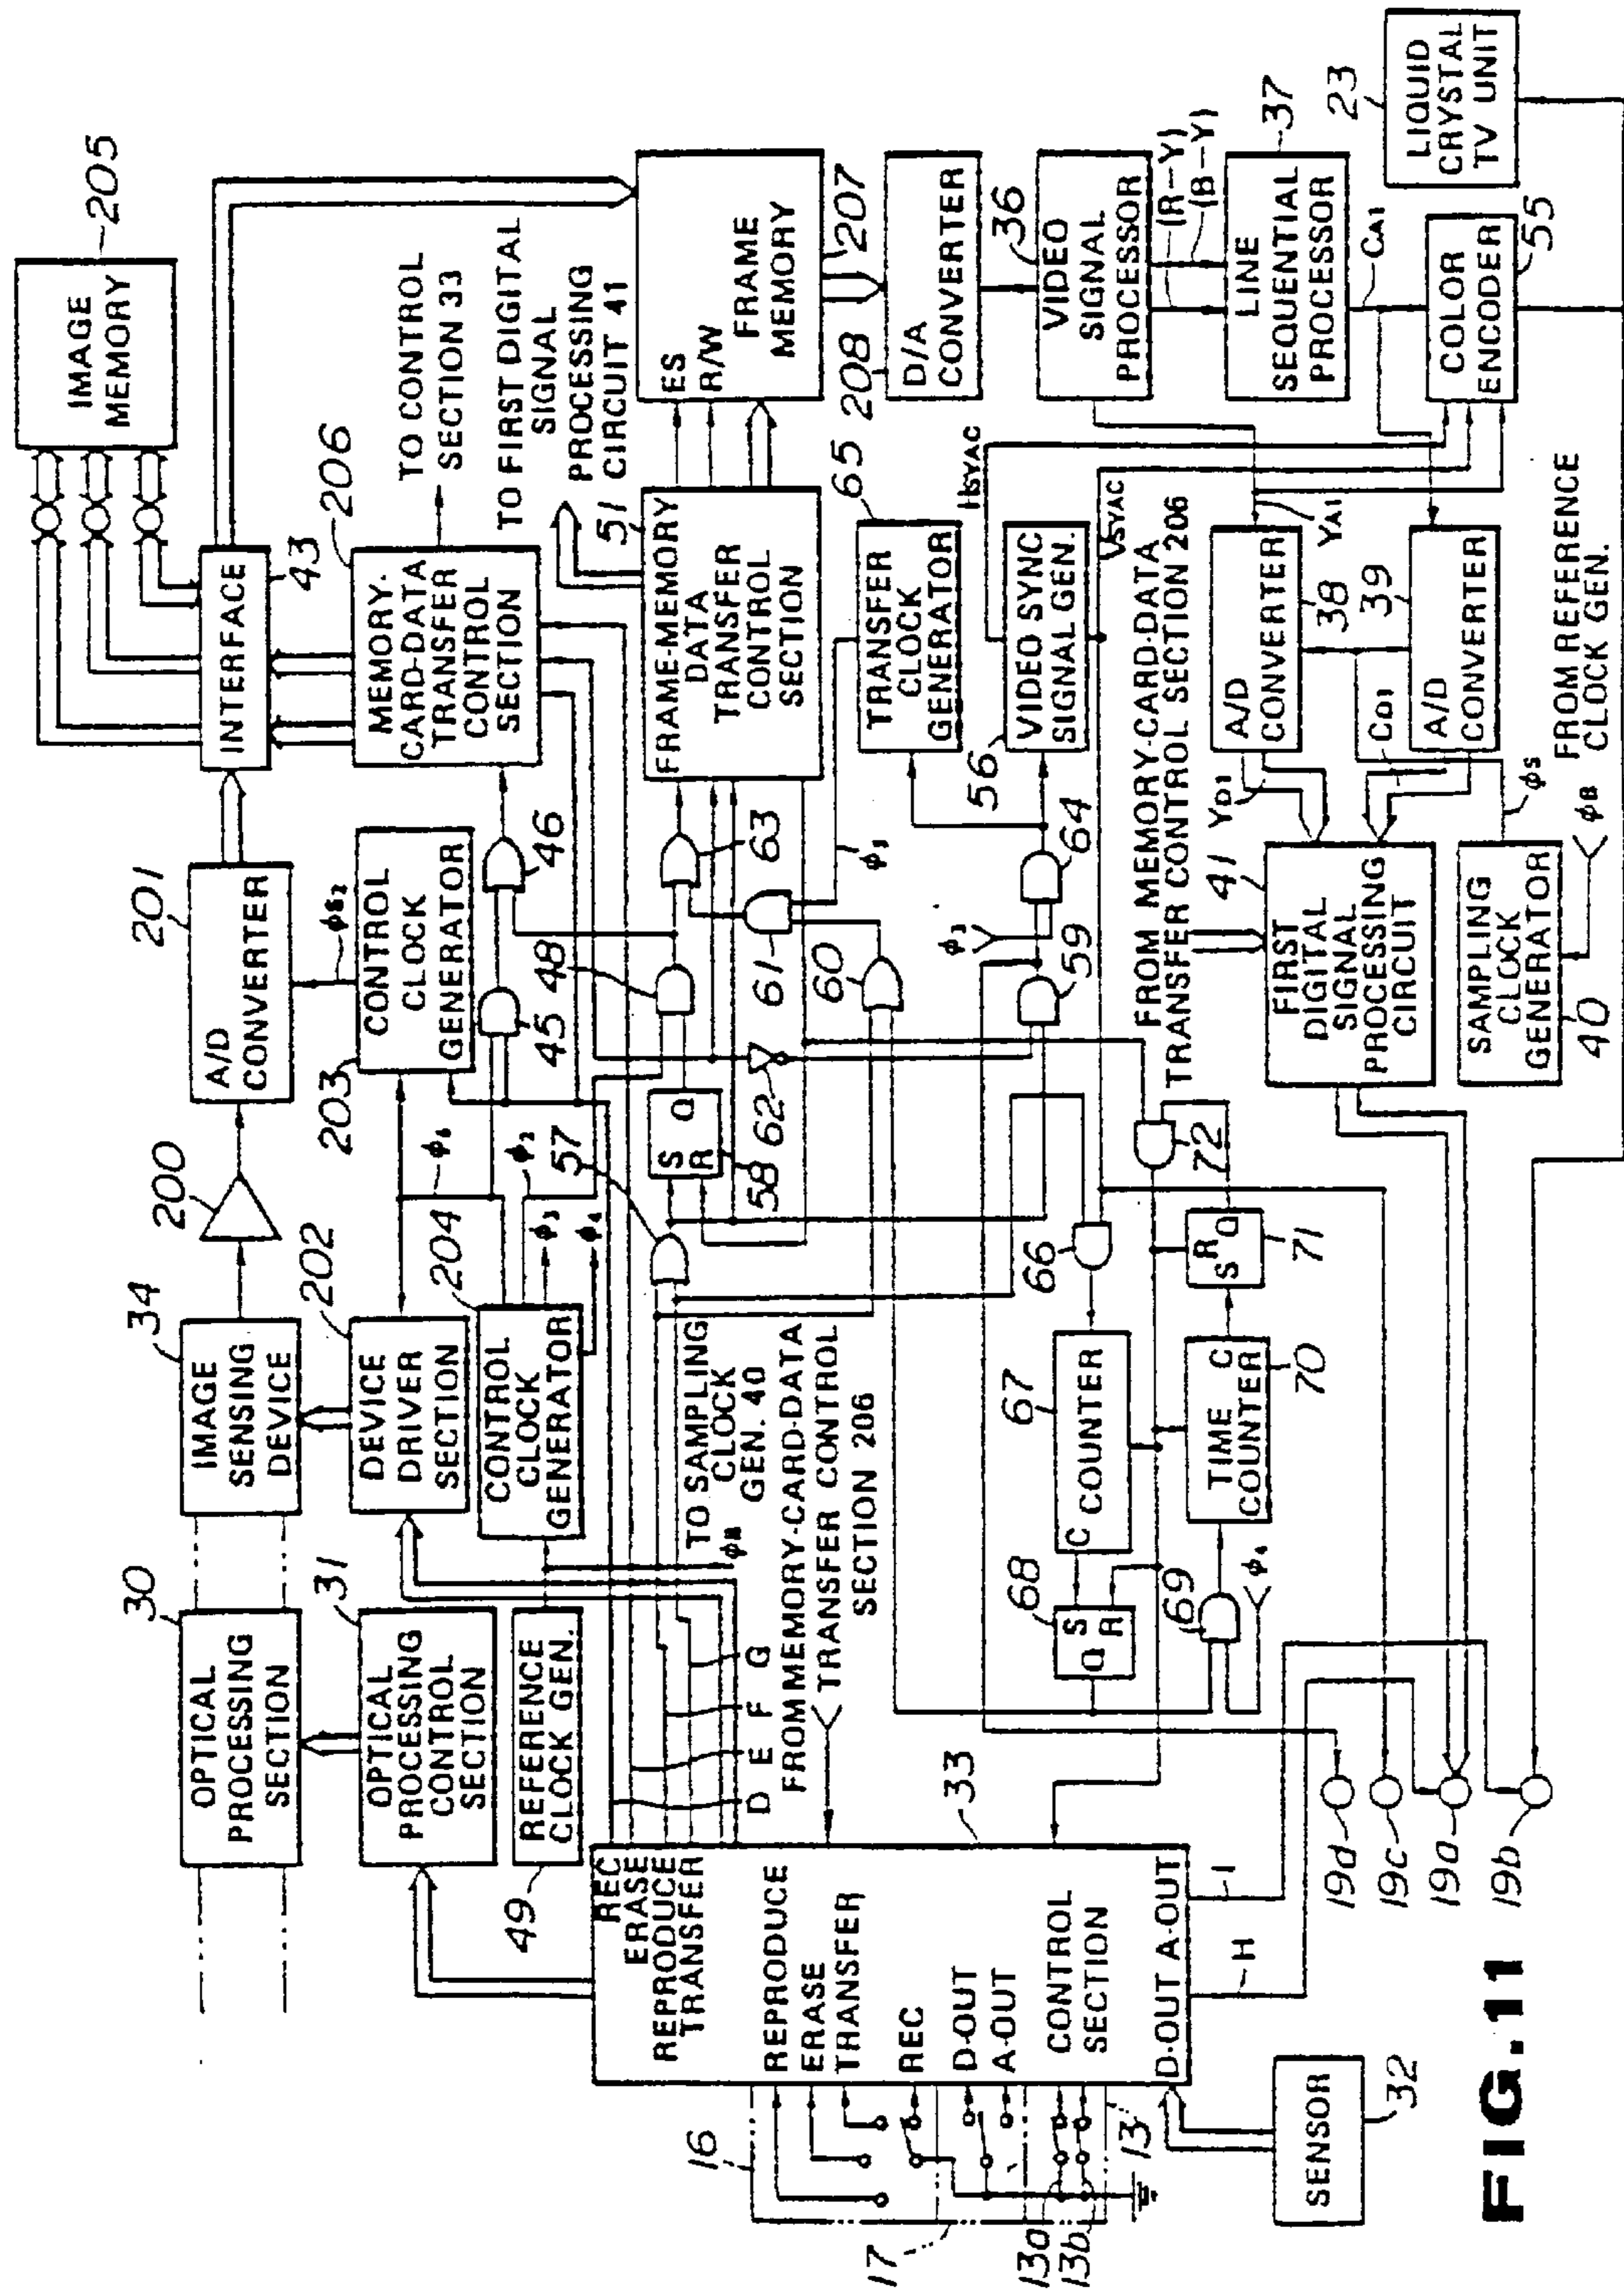 30
OPTICAL
PROCESSING
SECTION
34
IMAGE
SENSING
DEVICE
200
201
A/D
CONVERTER
IMAGE
MEMORY
205
INTERFACE
43
31
OPTICAL
PROCESSING
CONTROL
SECTION
202
DEVICE
DRIVER
SECTION
203
CONTROL
CLOCK
GENERATOR
φS2
MEMORY-
CARD-DATA
TRANSFER
CONTROL
SECTION
206
TO CONTROL
SECTION 33
REFERENCE
CLOCK GEN.
49
204
CONTROL
CLOCK
GENERATOR
φ2
φ3
φ4
45
46
48
57
TO FIRST DIGITAL
SIGNAL
PROCESSING
CIRCUIT 41
51
FRAME-MEMORY
DATA
TRANSFER
CONTROL
SECTION
ES
R/W
FRAME
MEMORY
207
REC
ERASE
REPRODUCE
TRANSFER
D E F G
TO SAMPLING
CLOCK
GEN. 40
S
Q
R
58
62
61
63
60
59
64
φ3
65
TRANSFER
CLOCK
GENERATOR
56
VIDEO SYNC
SIGNAL GEN.
HSYAC
VSYAC
208
D/A
CONVERTER
36
VIDEO
SIGNAL
PROCESSOR
(R-Y)
(B-Y)
LINE
SEQUENTIAL
PROCESSOR
37
CA1
FROM MEMORY-CARD-DATA
TRANSFER CONTROL
SECTION 206
16
REPRODUCE
ERASE
TRANSFER
REC
D-OUT
A-OUT
CONTROL
SECTION
D-OUT A-OUT
33
17
13a
13b
13
H
I
SENSOR
32
68
S
Q
R
C
COUNTER
67
66
69
φ4
TIME C
COUNTER
70
S
R
Q
71
72
FROM MEMORY-CARD-DATA
TRANSFER CONTROL SECTION 206
41
FIRST
DIGITAL
SIGNAL
PROCESSING
CIRCUIT
YD1
A/D
CONVERTER
38
YA1
CD1
A/D
CONVERTER
39
COLOR
ENCODER
55
LIQUID
CRYSTAL
TV UNIT
23
SAMPLING
CLOCK
GENERATOR
40
φS
φB
FROM REFERENCE
CLOCK GEN.
19d
19c
19a
19b
FIG.11